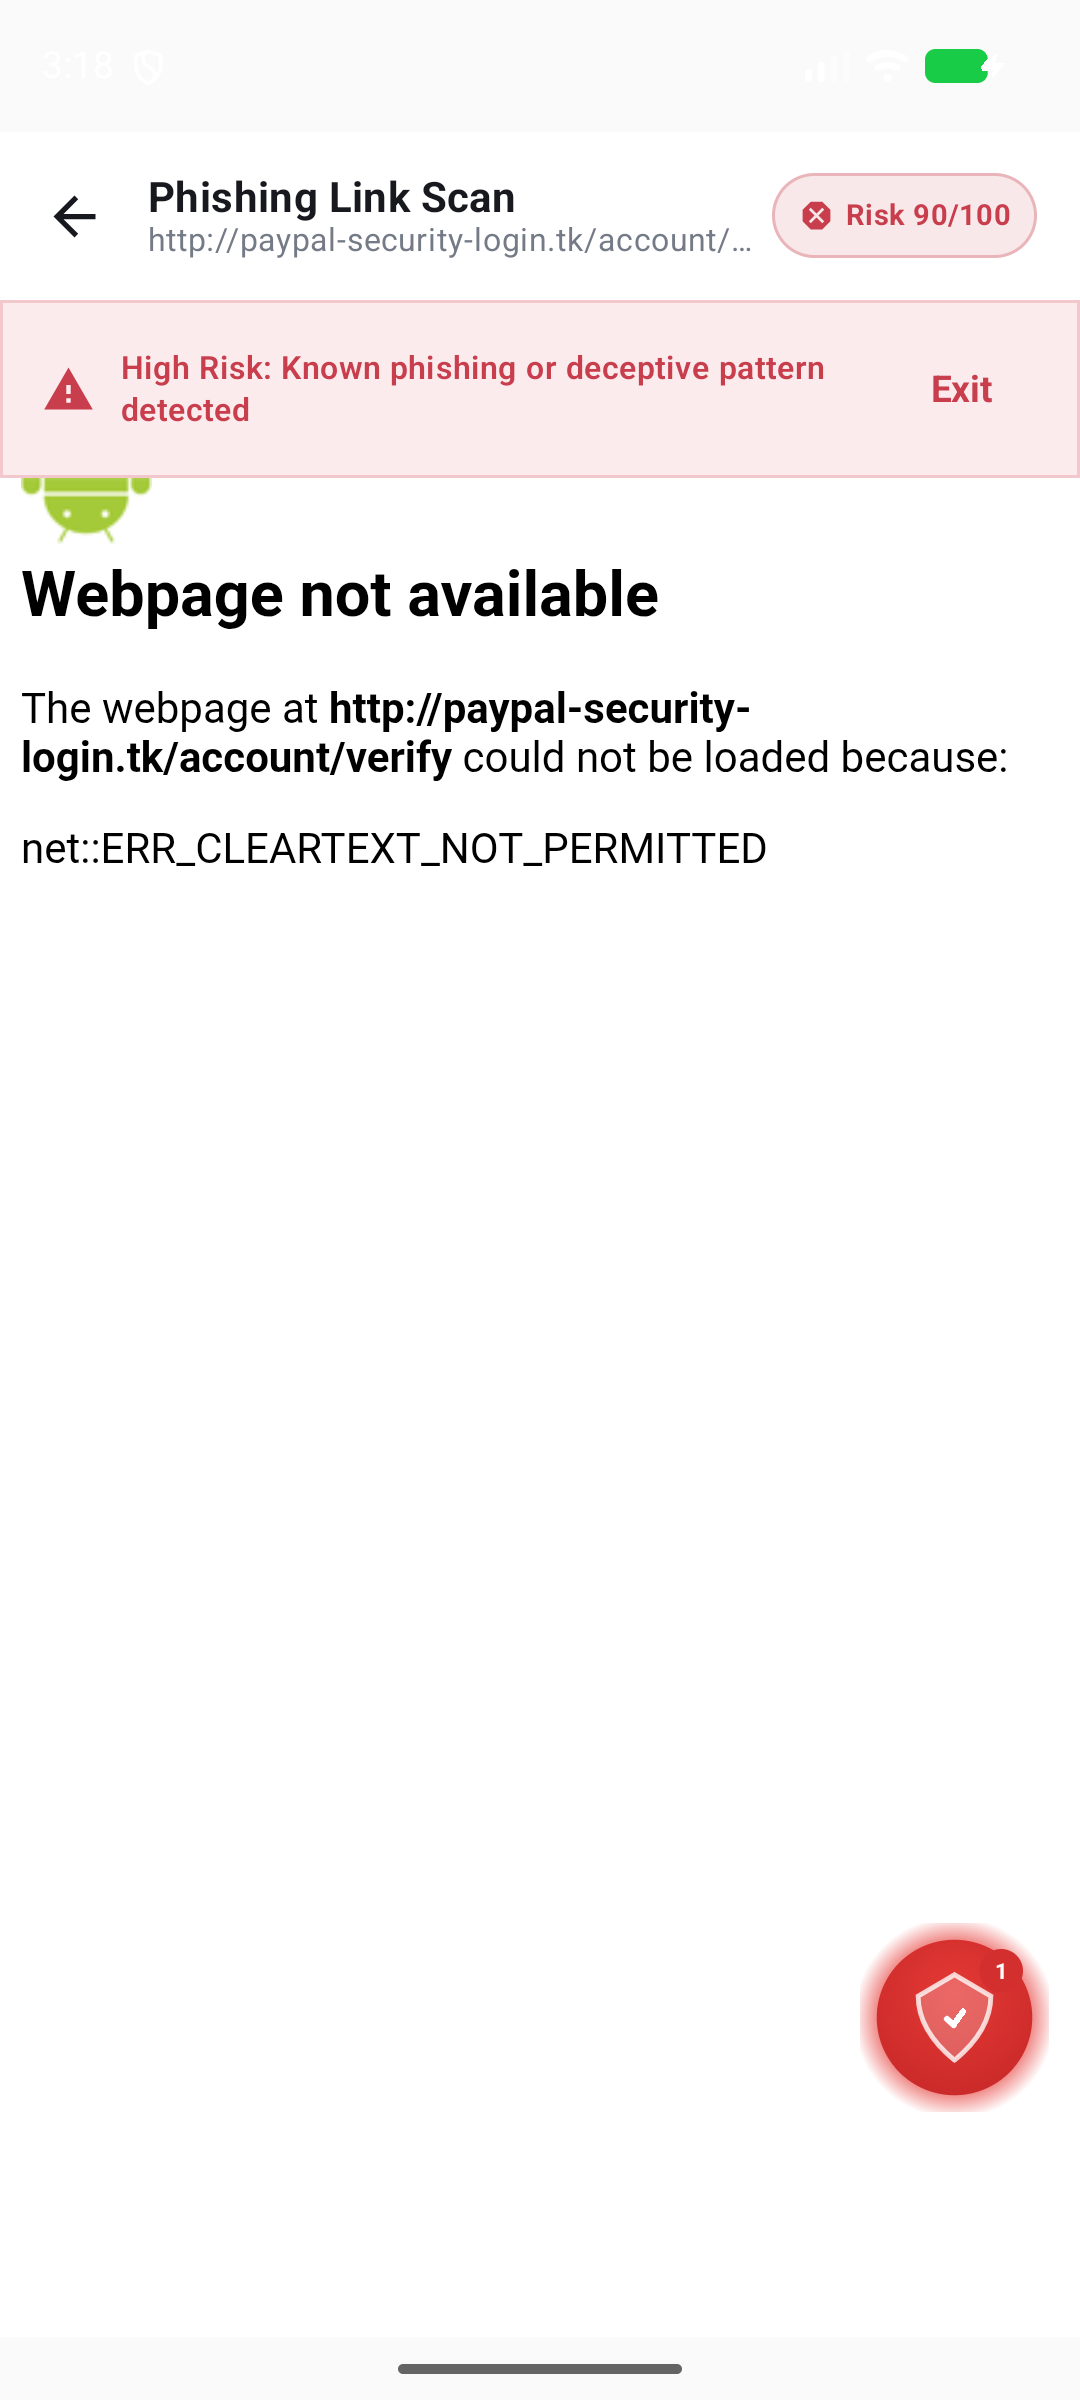 3:18
Phishing Link Scan
http://paypal-security-login.tk/account/...
Risk 90/100
High Risk: Known phishing or deceptive pattern
detected
Exit
Webpage not available
The webpage at http://paypal-security-
login.tk/account/verify could not be loaded because:
net::ERR_CLEARTEXT_NOT_PERMITTED
1